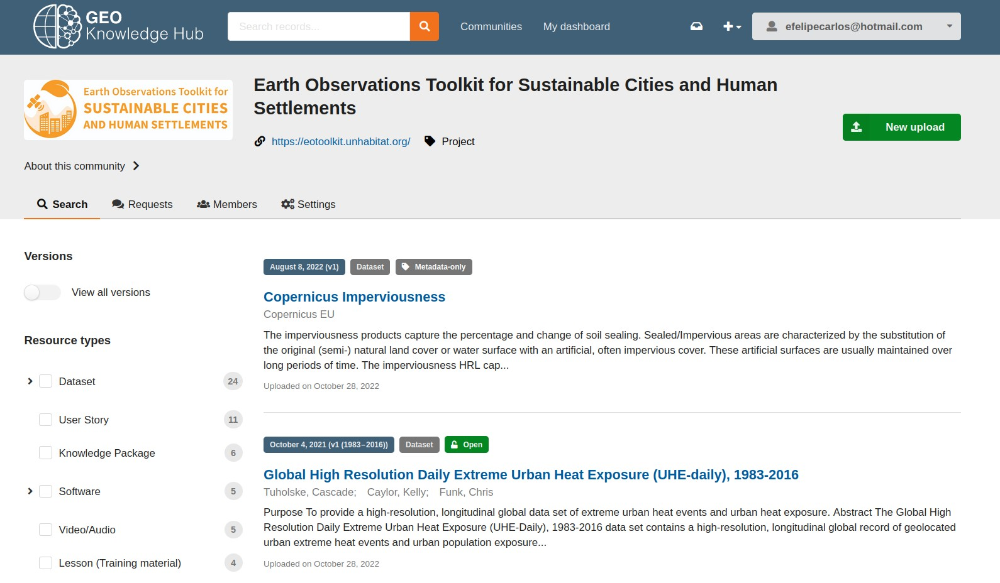 GEO
Knowledge Hub
Search records...
Communities
My dashboard
efelipecarlos@hotmail.com
Earth Observations Toolkit for
SUSTAINABLE CITIES
AND HUMAN SETTLEMENTS
Earth Observations Toolkit for Sustainable Cities and Human
Settlements
https://eotoolkit.unhabitat.org/
Project
New upload
About this community
Search
Requests
Members
Settings
Versions
View all versions
Resource types
Dataset 24
User Story 11
Knowledge Package 6
Software 5
Video/Audio 5
Lesson (Training material) 4
August 8, 2022 (v1) Dataset Metadata-only
Copernicus Imperviousness
Copernicus EU
The imperviousness products capture the percentage and change of soil sealing. Sealed/Impervious areas are characterized by the substitution of
the original (semi-) natural land cover or water surface with an artificial, often impervious cover. These artificial surfaces are usually maintained over
long periods of time. The imperviousness HRL cap...
Uploaded on October 28, 2022
October 4, 2021 (v1 (1983–2016)) Dataset Open
Global High Resolution Daily Extreme Urban Heat Exposure (UHE-daily), 1983-2016
Tuholske, Cascade; Caylor, Kelly; Funk, Chris
Purpose To provide a high-resolution, longitudinal global data set of extreme urban heat events and urban heat exposure. Abstract The Global High
Resolution Daily Extreme Urban Heat Exposure (UHE-Daily), 1983-2016 data set contains a high-resolution, longitudinal global record of geolocated
urban extreme heat events and urban population exposure...
Uploaded on October 28, 2022